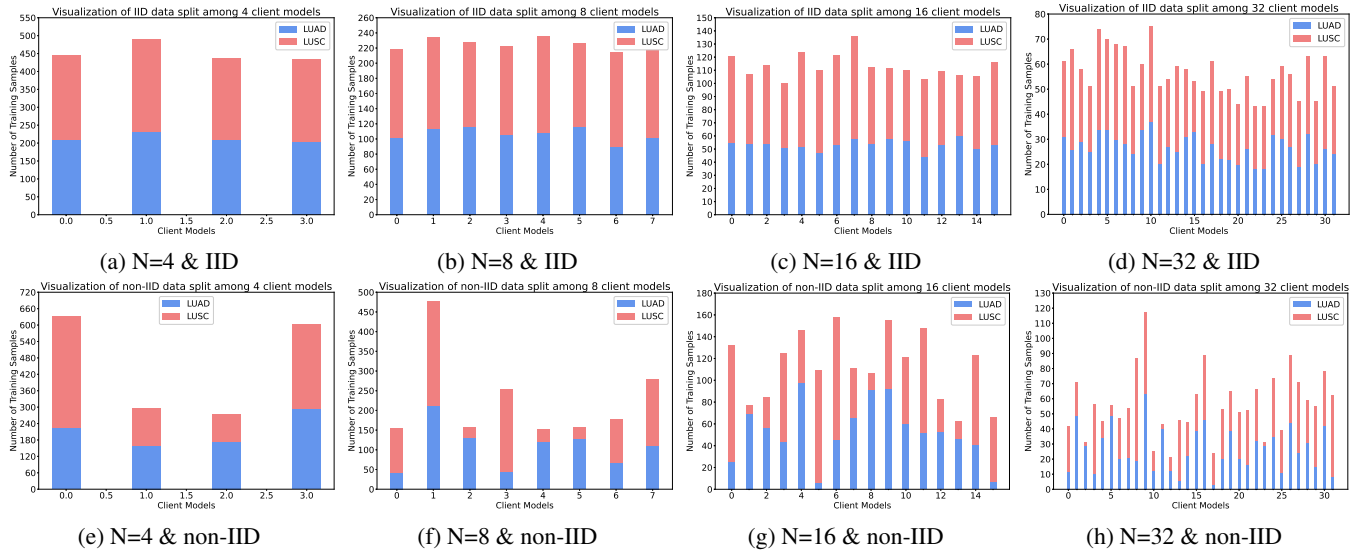 Visualization of IID data split among 4 client models
Number of Training Samples
550
500
450
400
350
300
250
200
150
100
50
0
0.0 0.5 1.0 1.5 2.0 2.5 3.0
Client Models
LUAD
LUSC
(a) N=4 & IID
Visualization of IID data split among 8 client models
Number of Training Samples
260
240
220
200
180
160
140
120
100
80
60
40
20
0
0 1 2 3 4 5 6 7
Client Models
LUAD
LUSC
(b) N=8 & IID
Visualization of IID data split among 16 client models
Number of Training Samples
150
140
130
120
110
100
90
80
70
60
50
40
30
20
10
0
0 2 4 6 8 10 12 14
Client Models
LUAD
LUSC
(c) N=16 & IID
Visualization of IID data split among 32 client models
Number of Training Samples
80
70
60
50
40
30
20
10
0
0 5 10 15 20 25 30
Client Models
LUAD
LUSC
(d) N=32 & IID
Visualization of non-IID data split among 4 client models
Number of Training Samples
720
660
600
540
480
420
360
300
240
180
120
60
0
0.0 0.5 1.0 1.5 2.0 2.5 3.0
Client Models
LUAD
LUSC
(e) N=4 & non-IID
Visualization of non-IID data split among 8 client models
Number of Training Samples
500
450
400
350
300
250
200
150
100
50
0
0 1 2 3 4 5 6 7
Client Models
LUAD
LUSC
(f) N=8 & non-IID
Visualization of non-IID data split among 16 client models
Number of Training Samples
180
160
140
120
100
80
60
40
20
0
0 2 4 6 8 10 12 14
Client Models
LUAD
LUSC
(g) N=16 & non-IID
Visualization of non-IID data split among 32 client models
Number of Training Samples
130
120
110
100
90
80
70
60
50
40
30
20
10
0
0 5 10 15 20 25 30
Client Models
LUAD
LUSC
(h) N=32 & non-IID